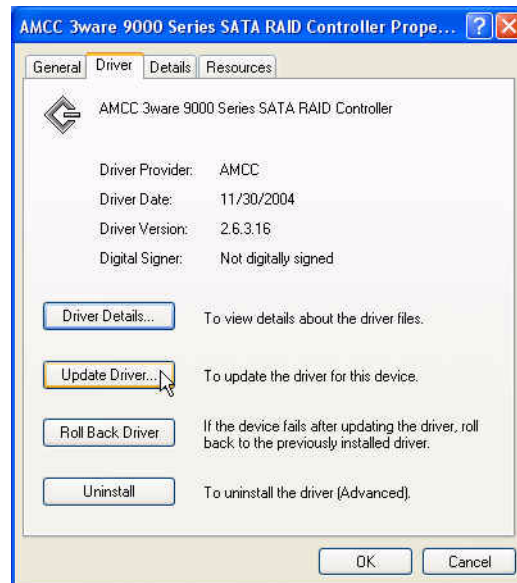 AMCC 3ware 9000 Series SATA RAID Controller Prope...
General Driver Details Resources
AMCC 3ware 9000 Series SATA RAID Controller
Driver Provider: AMCC
Driver Date: 11/30/2004
Driver Version: 2.6.3.16
Digital Signer: Not digitally signed
Driver Details... To view details about the driver files.
Update Driver... To update the driver for this device.
Roll Back Driver If the device fails after updating the driver, roll
back to the previously installed driver.
Uninstall To uninstall the driver (Advanced).
OK Cancel